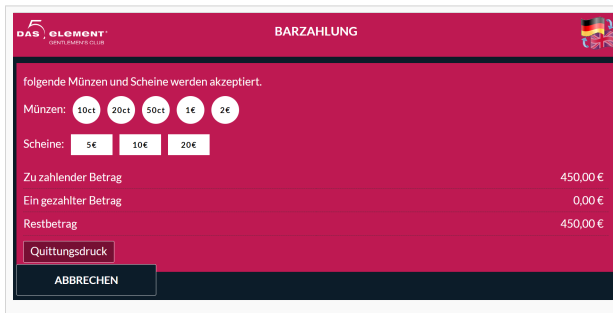 DAS 5. ELEMENT
GENTLEMEN'S CLUB
BARZAHLUNG
folgende Münzen und Scheine werden akzeptiert.
Münzen: 10ct 20ct 50ct 1€ 2€
Scheine: 5€ 10€ 20€
Zu zahlender Betrag 450,00 €
Ein gezahlter Betrag 0,00 €
Restbetrag 450,00 €
Quittungsdruck
ABBRECHEN